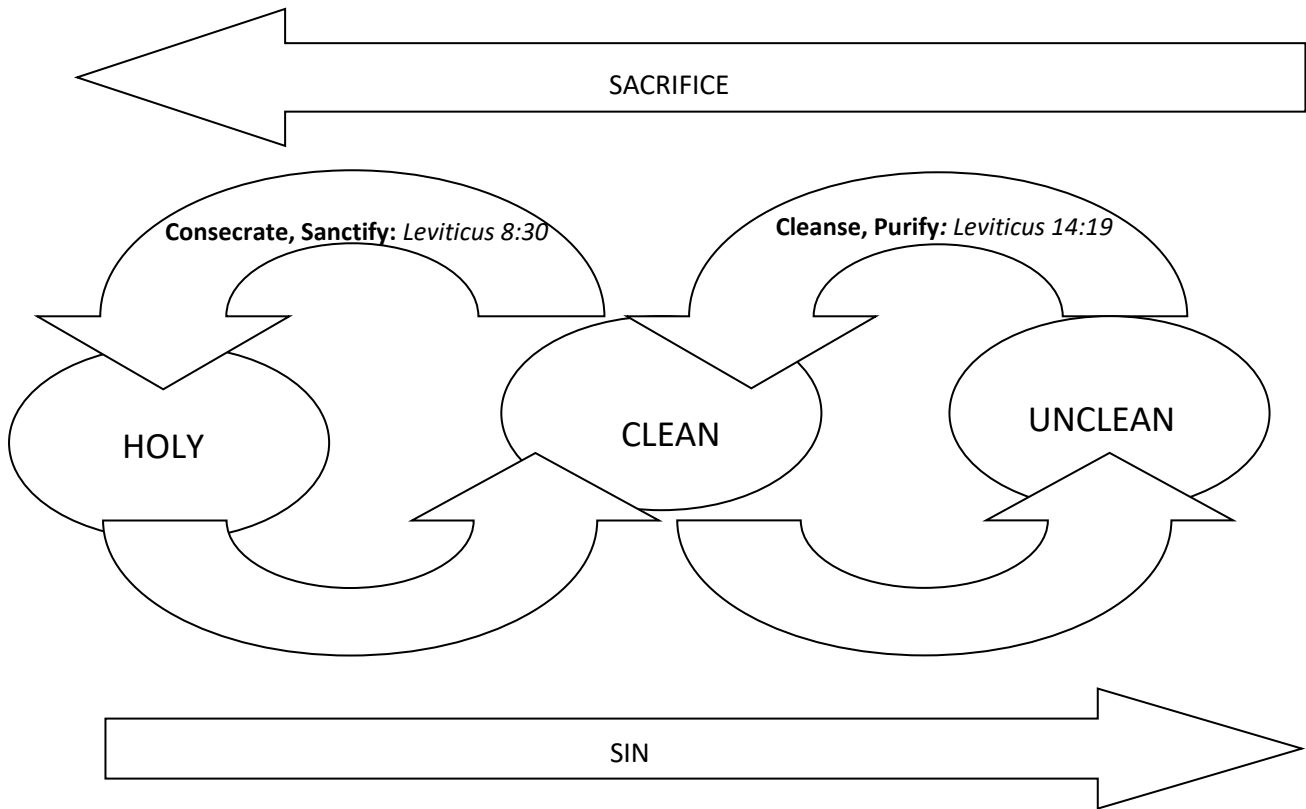 SACRIFICE
Consecrate, Sanctify: Leviticus 8:30
Cleanse, Purify: Leviticus 14:19
HOLY
CLEAN
UNCLEAN
SIN